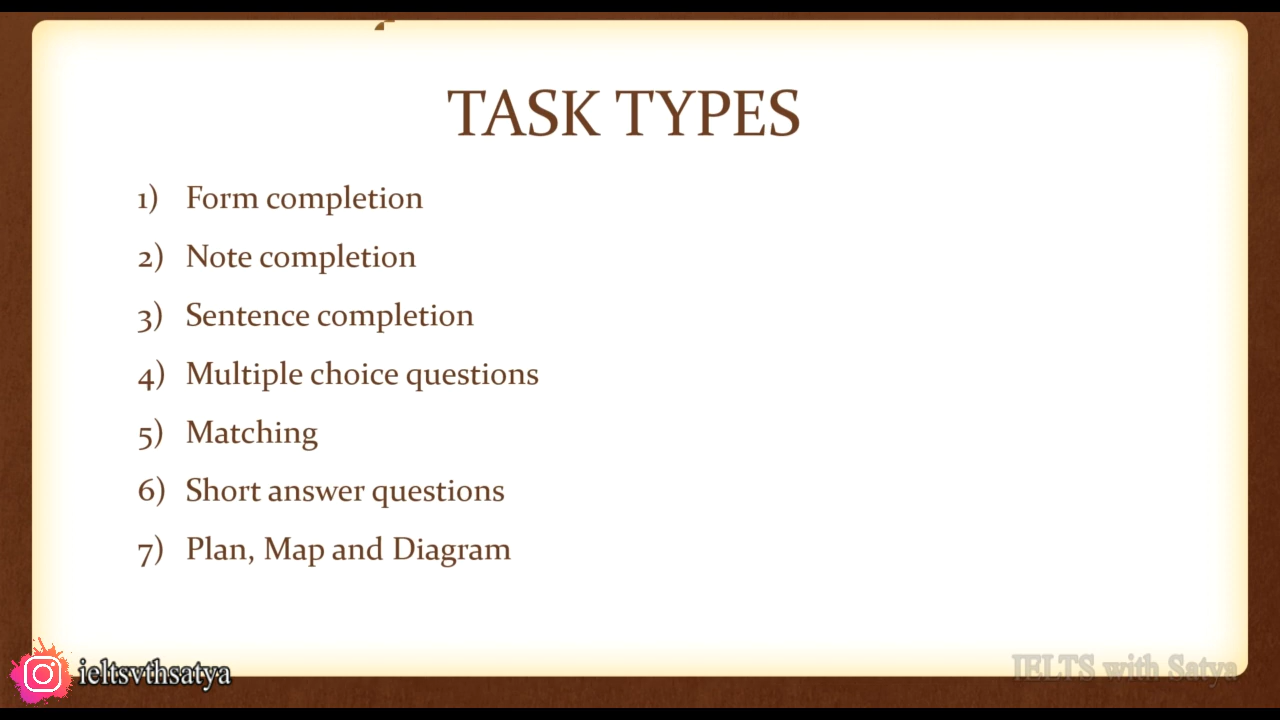 TASK TYPES
1) Form completion
2) Note completion
3) Sentence completion
4) Multiple choice questions
5) Matching
6) Short answer questions
7) Plan, Map and Diagram
ieltsvthsatya
IELTS with Satya